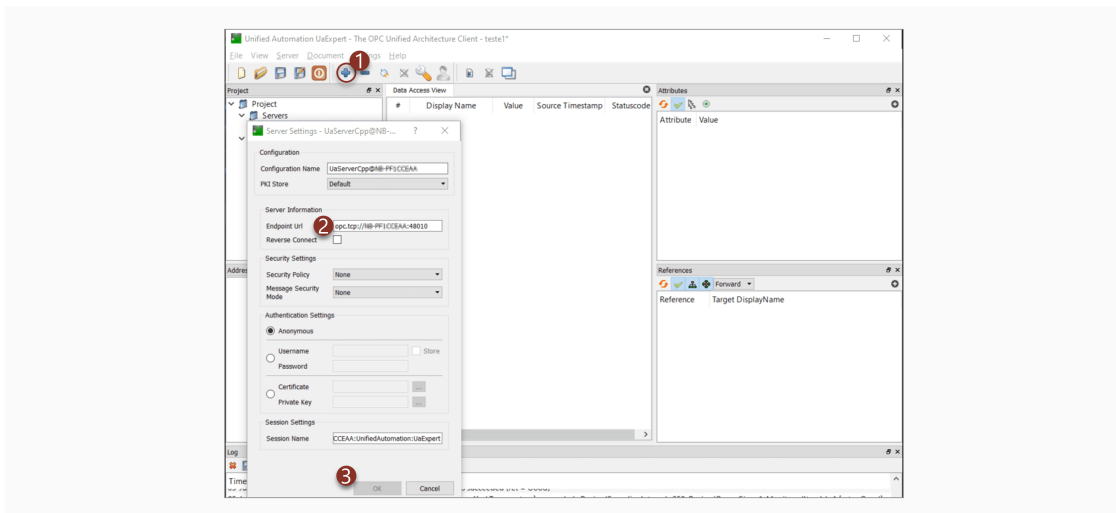 Unified Automation UaExpert - The OPC Unified Architecture Client - teste1*
File View Server Document Settings Help
1
Project
Data Access View
Attributes
Project
Servers
# Display Name Value Source Timestamp Statuscode
Attribute Value
Server Settings - UaServerCpp@NB-... ?
Configuration
Configuration Name UaServerCpp@NB-PF1CCEAA
PKI Store Default
Server Information
Endpoint Url 2 opc.tcp://NB-PF1CCEAA:48010
Reverse Connect
Security Settings
Security Policy None
Message Security
Mode
None
Authentication Settings
Anonymous
Username Store
Password
Certificate ...
Private Key ...
Session Settings
Session Name CCEAA:UnifiedAutomation:UaExpert
3
OK Cancel
Addres
References
Forward
Reference Target DisplayName
Log
Time